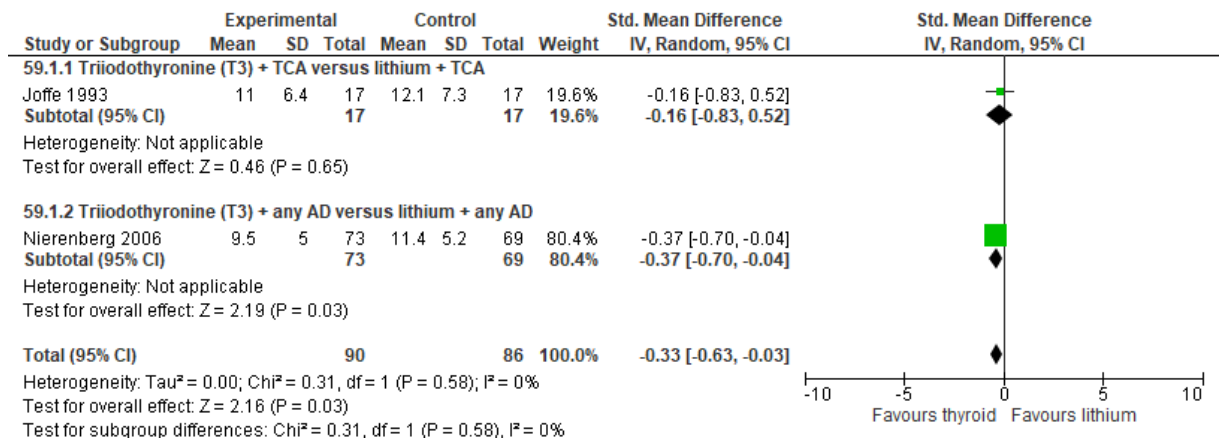 Experimental Control Std. Mean Difference Std. Mean Difference
Study or Subgroup Mean SD Total Mean SD Total Weight IV, Random, 95% CI IV, Random, 95% CI
59.1.1 Triiodothyronine (T3) + TCA versus lithium + TCA
Joffe 1993 11 6.4 17 12.1 7.3 17 19.6% -0.16 [-0.83, 0.52]
Subtotal (95% CI) 17 17 19.6% -0.16 [-0.83, 0.52]
Heterogeneity: Not applicable
Test for overall effect: Z = 0.46 (P = 0.65)
59.1.2 Triiodothyronine (T3) + any AD versus lithium + any AD
Nierenberg 2006 9.5 5 73 11.4 5.2 69 80.4% -0.37 [-0.70, -0.04]
Subtotal (95% CI) 73 69 80.4% -0.37 [-0.70, -0.04]
Heterogeneity: Not applicable
Test for overall effect: Z = 2.19 (P = 0.03)
Total (95% CI) 90 86 100.0% -0.33 [-0.63, -0.03]
Heterogeneity: Tau² = 0.00; Chi² = 0.31, df = 1 (P = 0.58); I² = 0%
Test for overall effect: Z = 2.16 (P = 0.03)
Test for subgroup differences: Chi² = 0.31, df = 1 (P = 0.58), I² = 0%
-10 -5 0 5 10
Favours thyroid Favours lithium